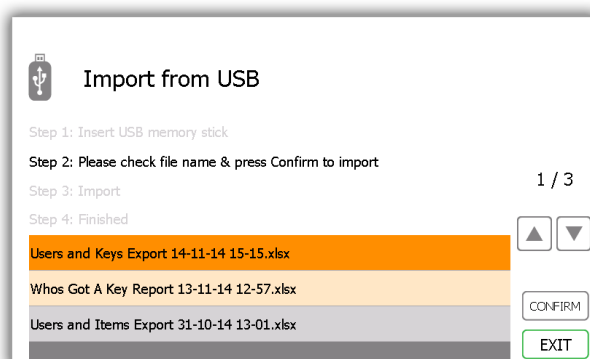 Import from USB
Step 1: Insert USB memory stick
Step 2: Please check file name & press Confirm to import
Step 3: Import
Step 4: Finished
1 / 3
Users and Keys Export 14-11-14 15-15.xlsx
Whos Got A Key Report 13-11-14 12-57.xlsx
Users and Items Export 31-10-14 13-01.xlsx
CONFIRM
EXIT